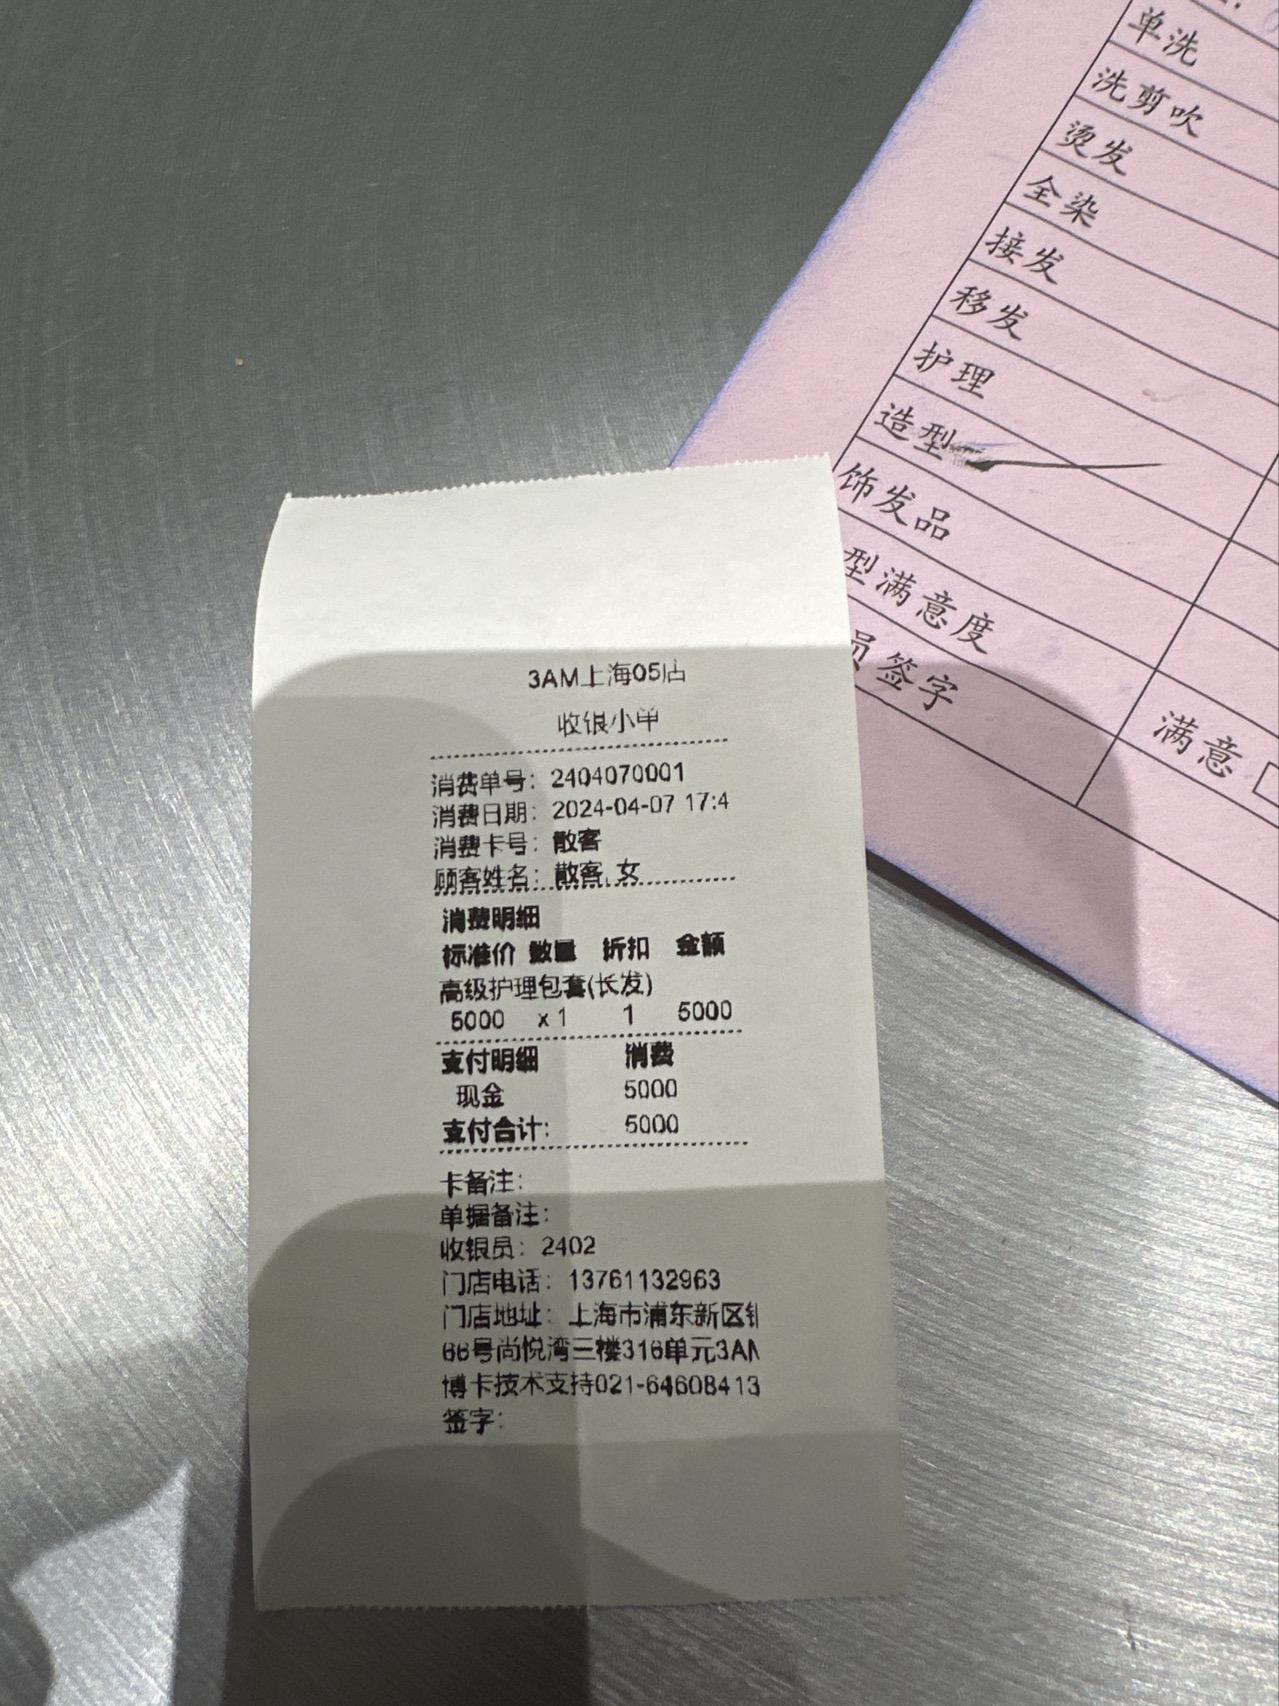 3AM上海05店
收银小单
消费单号：2404070001
消费日期：2024-04-07 17:4
消费卡号：散客
顾客姓名：散客,女
消费明细
标准价 数量 折扣 金额
高级护理包套(长发)
5000 x1 1 5000
支付明细 消费
现金 5000
支付合计: 5000
卡备注:
单据备注:
收银员：2402
门店电话：13761132963
门店地址：上海市浦东新区
66号尚悦湾三楼316单元3AM
博卡技术支持021-64608413
签字:
单洗
洗剪吹
烫发
全染
接发
移发
护理
造型
饰发品
型满意度
员签字
满意